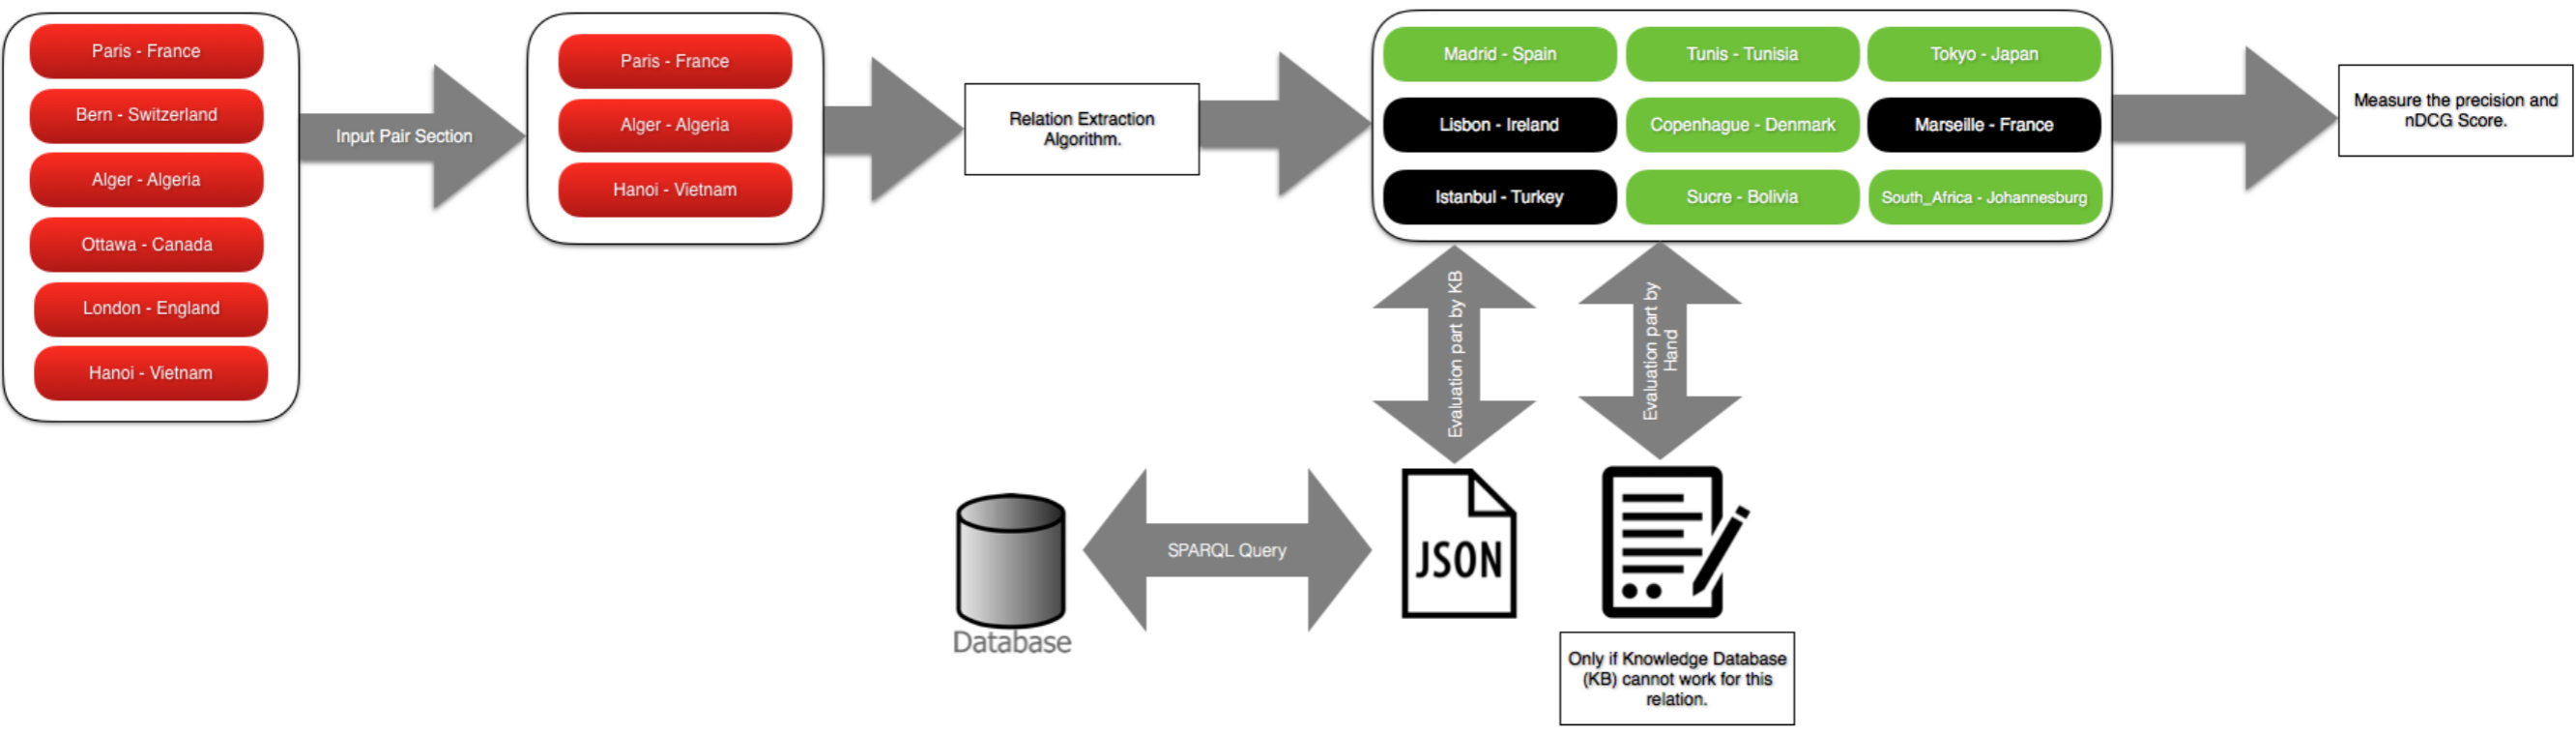 Paris - France
Bern - Switzerland
Alger - Algeria
Ottawa - Canada
London - England
Hanoi - Vietnam
Input Pair Section
Paris - France
Alger - Algeria
Hanoi - Vietnam
Relation Extraction
Algorithm.
Madrid - Spain
Tunis - Tunisia
Tokyo - Japan
Lisbon - Ireland
Copenhague - Denmark
Marseille - France
Istanbul - Turkey
Sucre - Bolivia
South_Africa - Johannesburg
Measure the precision and
nDCG Score.
Evaluation part by KB
Evaluation part by
Hand
Database
SPARQL Query
JSON
Only if Knowledge Database
(KB) cannot work for this
relation.